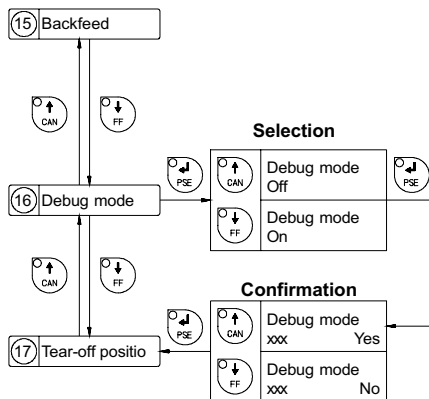 15 Backfeed
CAN
FF
Selection
16 Debug mode
PSE
CAN
Debug mode
Off
PSE
FF
Debug mode
On
CAN
FF
Confirmation
17 Tear-off positio
PSE
CAN
Debug mode
xxx Yes
FF
Debug mode
xxx No